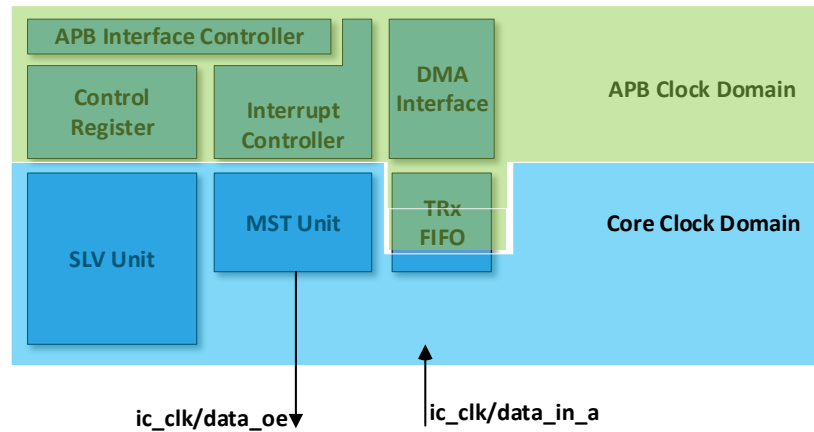 APB Interface Controller
Control
Register
Interrupt
Controller
DMA
Interface
APB Clock Domain
SLV Unit
MST Unit
TRx
FIFO
Core Clock Domain
ic_clk/data_oe
ic_clk/data_in_a